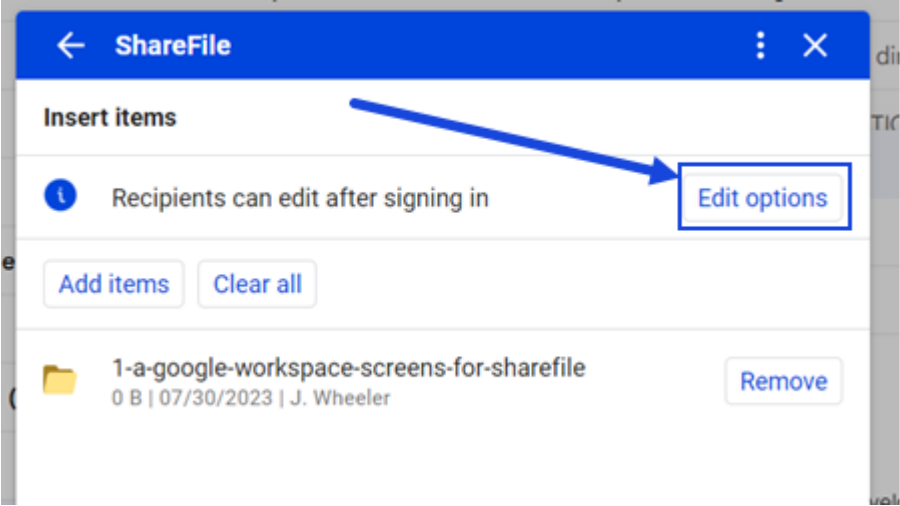 ShareFile
Insert items
Recipients can edit after signing in
Edit options
Add items
Clear all
1-a-google-workspace-screens-for-sharefile
0 B | 07/30/2023 | J. Wheeler
Remove